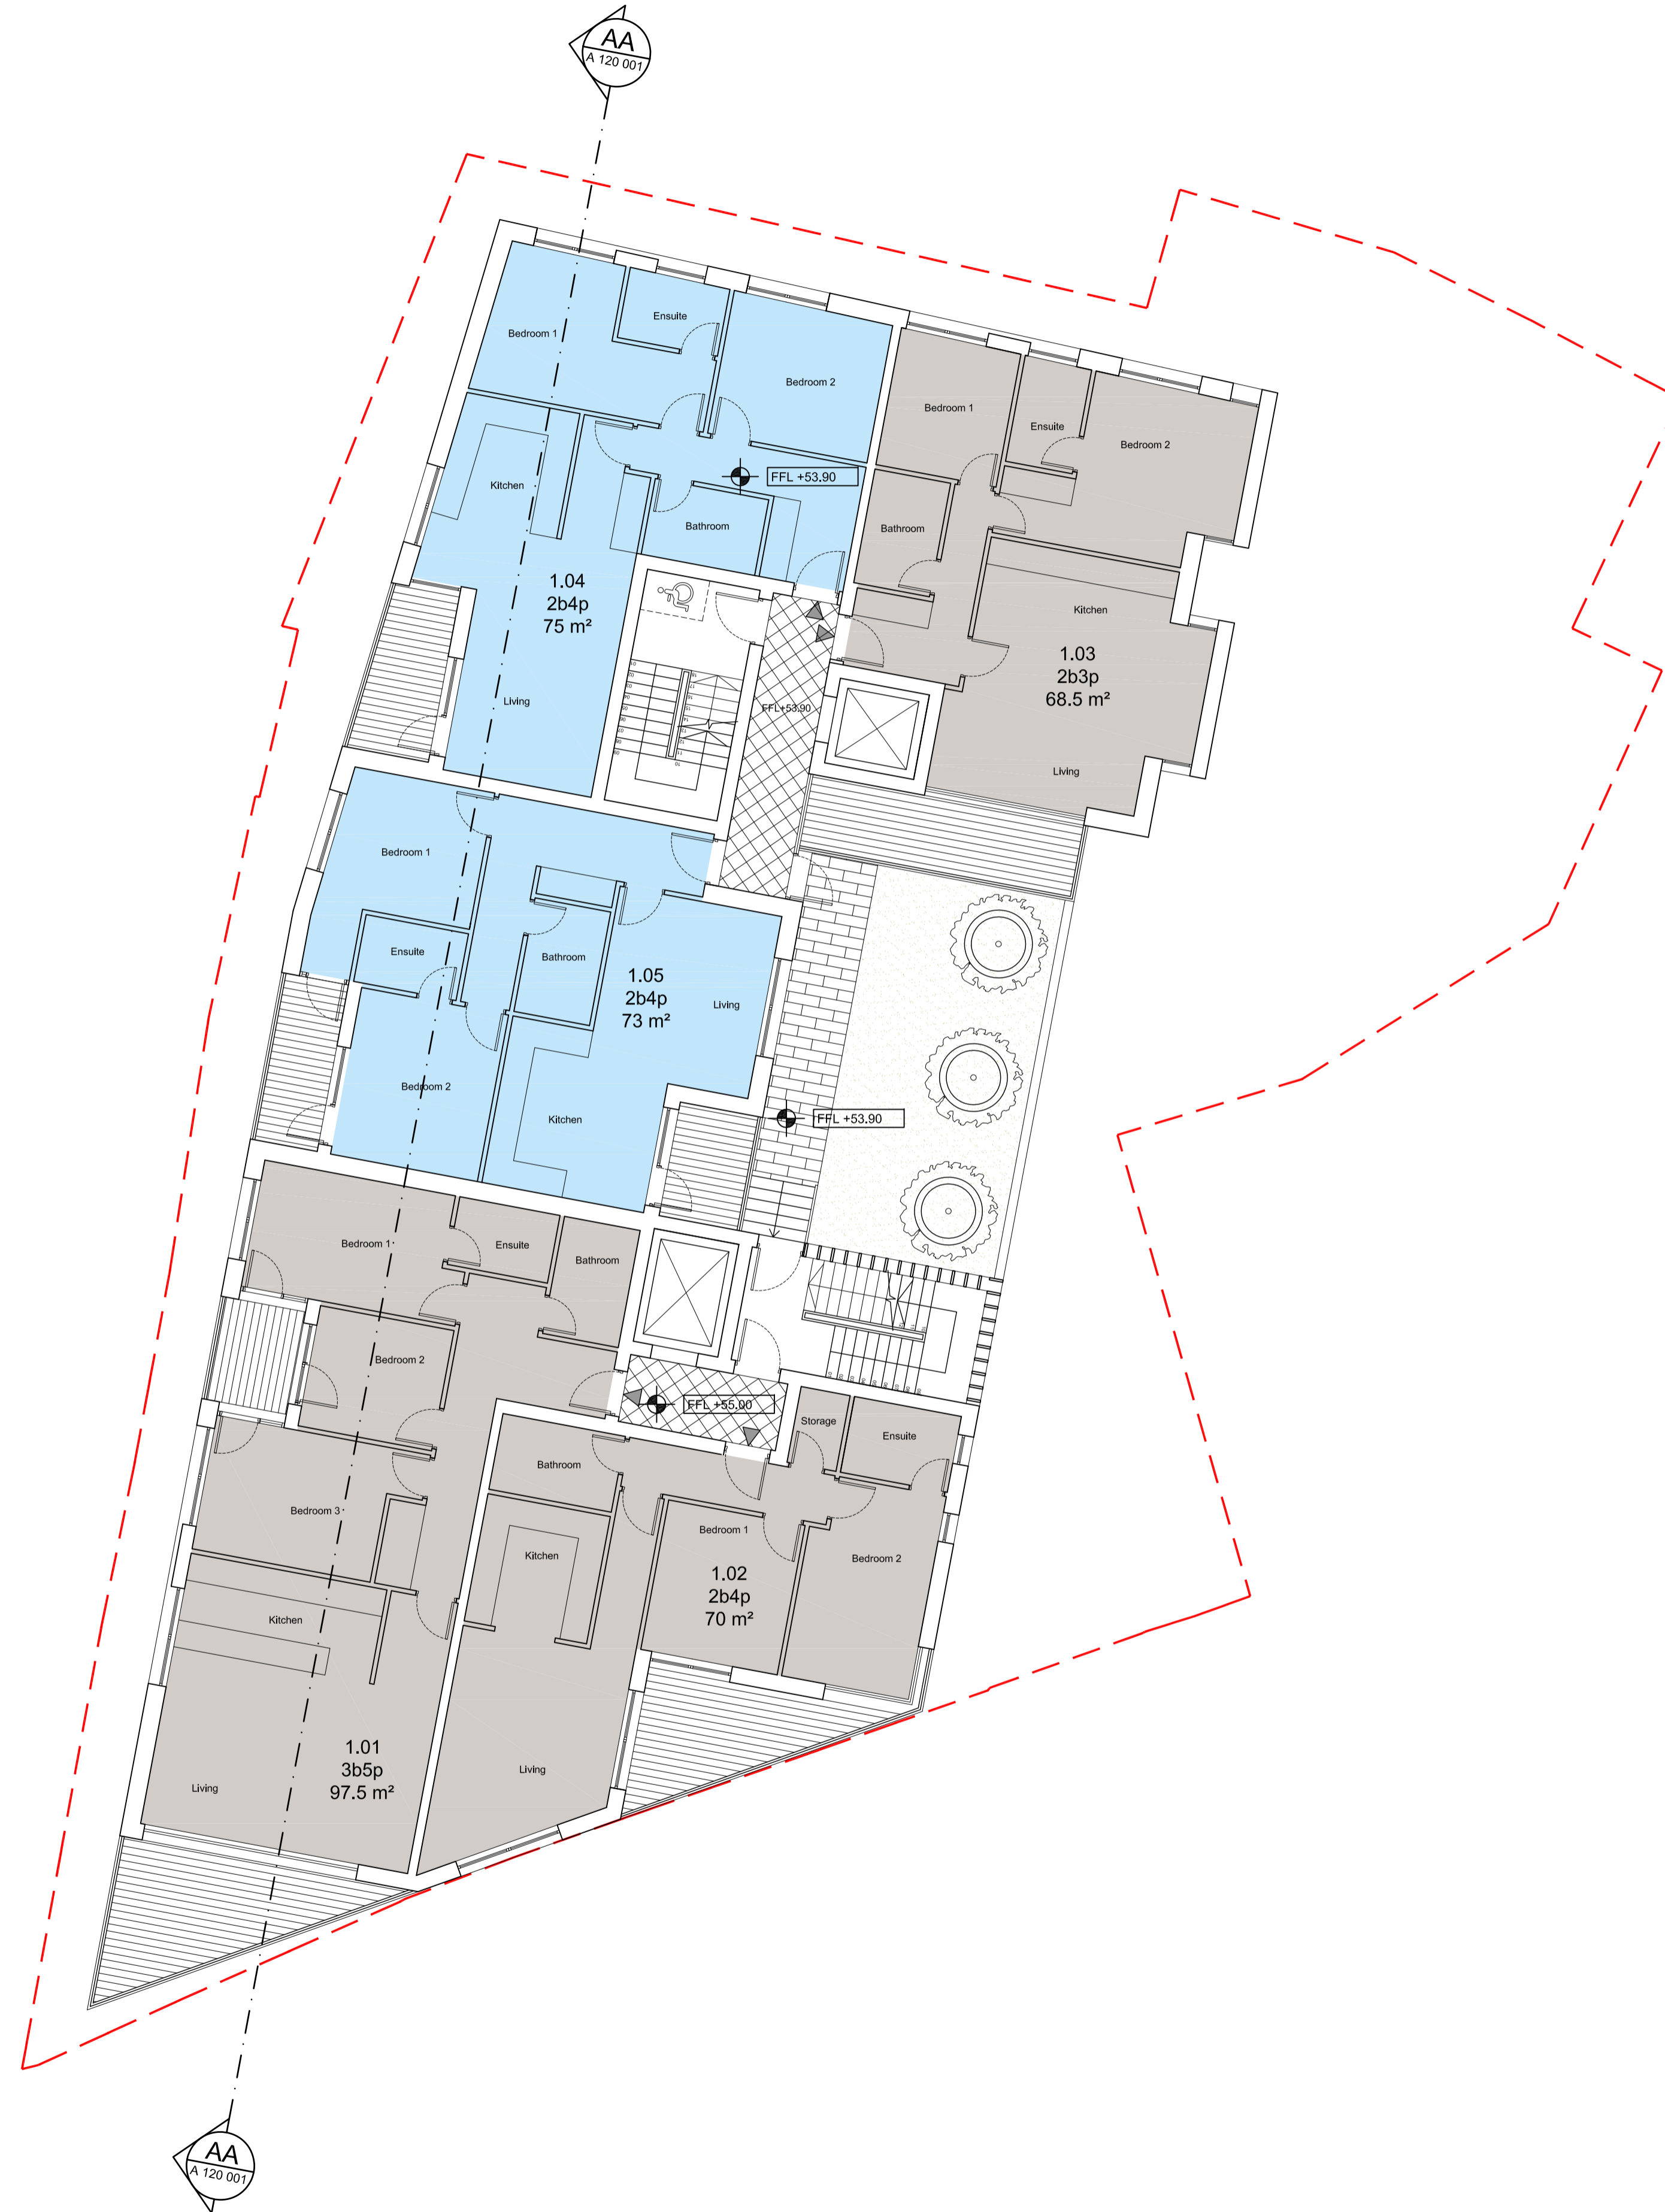 AA
A 120 001
Bedroom 1
Ensuite
Bedroom 2
Kitchen
FFL +53.90
Bathroom
1.04
2b4p
75 m²
Living
Bedroom 1
Ensuite
Bedroom 2
Bathroom
Kitchen
1.03
2b3p
68.5 m²
Living
FFL+53.90
Bedroom 1
Ensuite
Bathroom
1.05
2b4p
73 m²
Living
Bedroom 2
Kitchen
FFL +53.90
Bedroom 1
Ensuite
Bathroom
Bedroom 2
FFL +55.00
Bedroom 3
Kitchen
1.01
3b5p
97.5 m²
Living
Storage
Ensuite
Bathroom
Bedroom 1
Kitchen
Bedroom 2
1.02
2b4p
70 m²
Living
AA
A 120 001